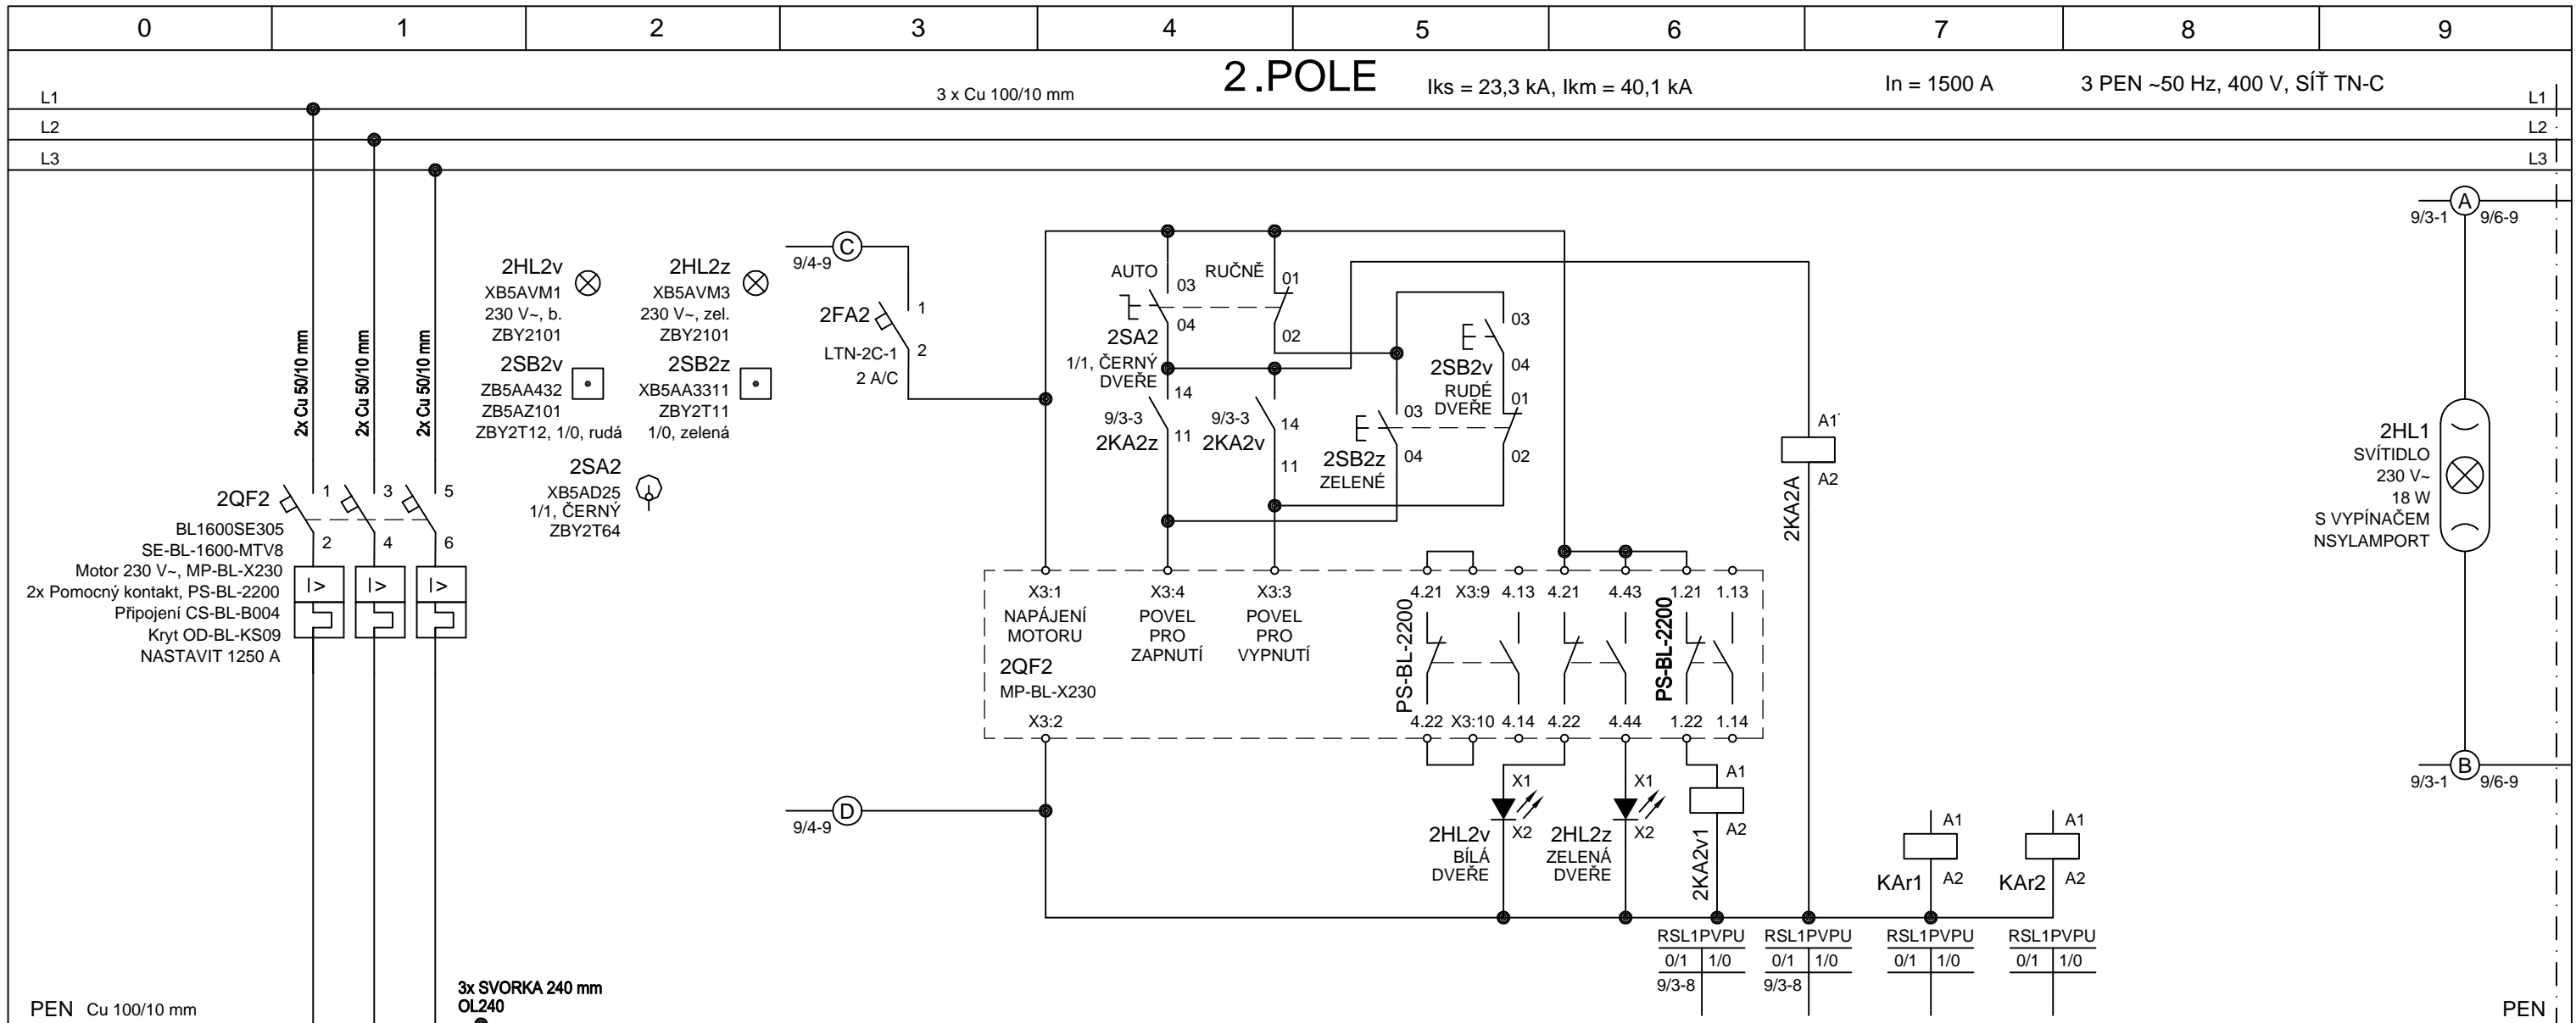 0 1 2 3 4 5 6 7 8 9
2.POLE
Iks = 23,3 kA, Ikm = 40,1 kA
In = 1500 A
3 PEN ~50 Hz, 400 V, SÍŤ TN-C
3 x Cu 100/10 mm
L1
L2
L3
L1
L2
L3
2x Cu 50/10 mm
2x Cu 50/10 mm
2x Cu 50/10 mm
2QF2
1 3 5
2 4 6
BL1600SE305
SE-BL-1600-MTV8
Motor 230 V~, MP-BL-X230
2x Pomocný kontakt, PS-BL-2200
Připojení CS-BL-B004
Kryt OD-BL-KS09
NASTAVIT 1250 A
I>
I>
I>
2HL2v
XB5AVM1
230 V~, b.
ZBY2101
2HL2z
XB5AVM3
230 V~, zel.
ZBY2101
2SB2v
ZB5AA432
ZB5AZ101
ZBY2T12, 1/0, rudá
2SB2z
XB5AA3311
ZBY2T11
1/0, zelená
2SA2
XB5AD25
1/1, ČERNÝ
ZBY2T64
C
9/4-9
2FA2
1
2
LTN-2C-1
2 A/C
D
9/4-9
AUTO
03
04
RUČNĚ
01
02
2SA2
1/1, ČERNÝ
DVEŘE
14
9/3-3
2KA2z
11
9/3-3
2KA2v
14
11
03
2SB2v
04
RUDÉ
DVEŘE
01
02
03
2SB2z
04
ZELENÉ
A1
A2
2KA2A
X3:1
NAPÁJENÍ
MOTORU
X3:4
POVEL
PRO
ZAPNUTÍ
X3:3
POVEL
PRO
VYPNUTÍ
2QF2
MP-BL-X230
X3:2
PS-BL-2200
4.21 X3:9 4.13 4.21 4.43 1.21 1.13
PS-BL-2200
4.22 X3:10 4.14 4.22 4.44 1.22 1.14
X1
X2
2HL2v
BÍLÁ
DVEŘE
X1
X2
2HL2z
ZELENÁ
DVEŘE
A1
A2
2KA2v1
A1
KAr1 A2
A1
KAr2 A2
RSL1PVPU RSL1PVPU RSL1PVPU RSL1PVPU
0/1 1/0 0/1 1/0 0/1 1/0 0/1 1/0
9/3-8 9/3-8
A
9/3-1 9/6-9
2HL1
SVÍTIDLO
230 V~
18 W
S VYPÍNAČEM
NSYLAMPORT
B
9/3-1 9/6-9
3x SVORKA 240 mm
OL240
PEN Cu 100/10 mm
PEN